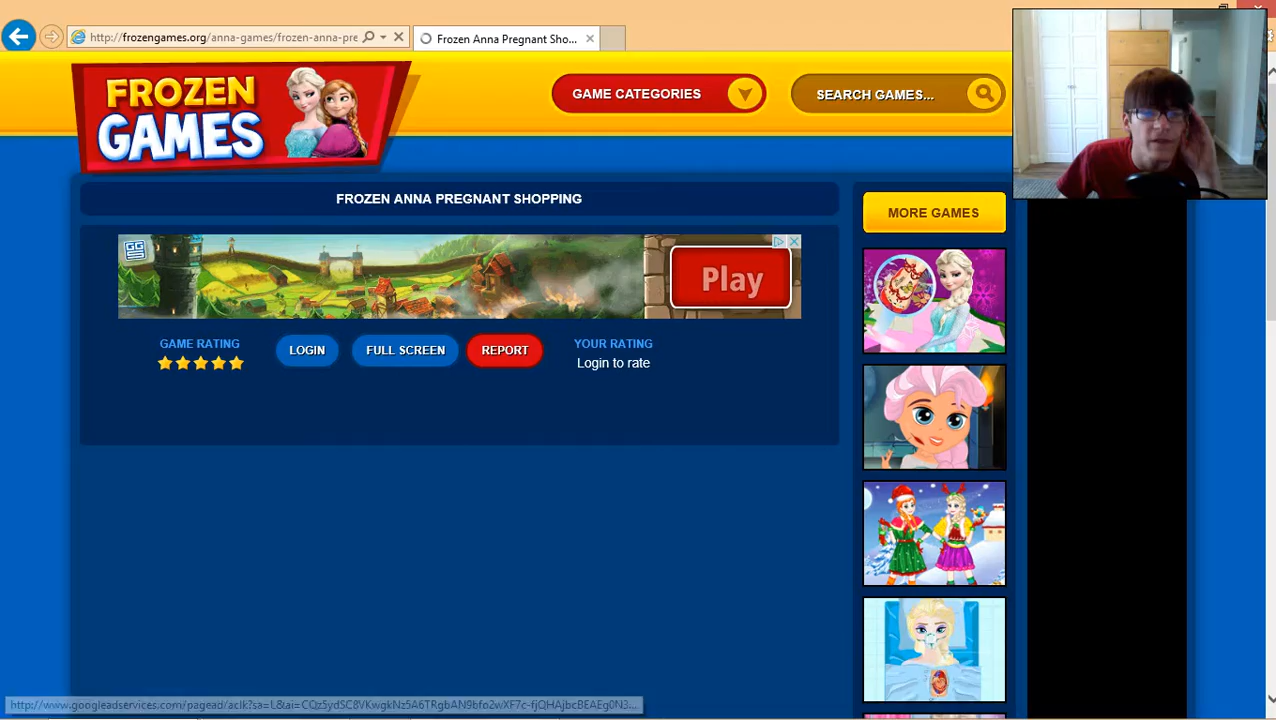 http://frozengames.org/anna-games/frozen-anna-pre
Frozen Anna Pregnant Sho...
FROZEN
GAMES
GAME CATEGORIES
SEARCH GAMES...
FROZEN ANNA PREGNANT SHOPPING
MORE GAMES
Play
GAME RATING
LOGIN
FULL SCREEN
REPORT
YOUR RATING
Login to rate